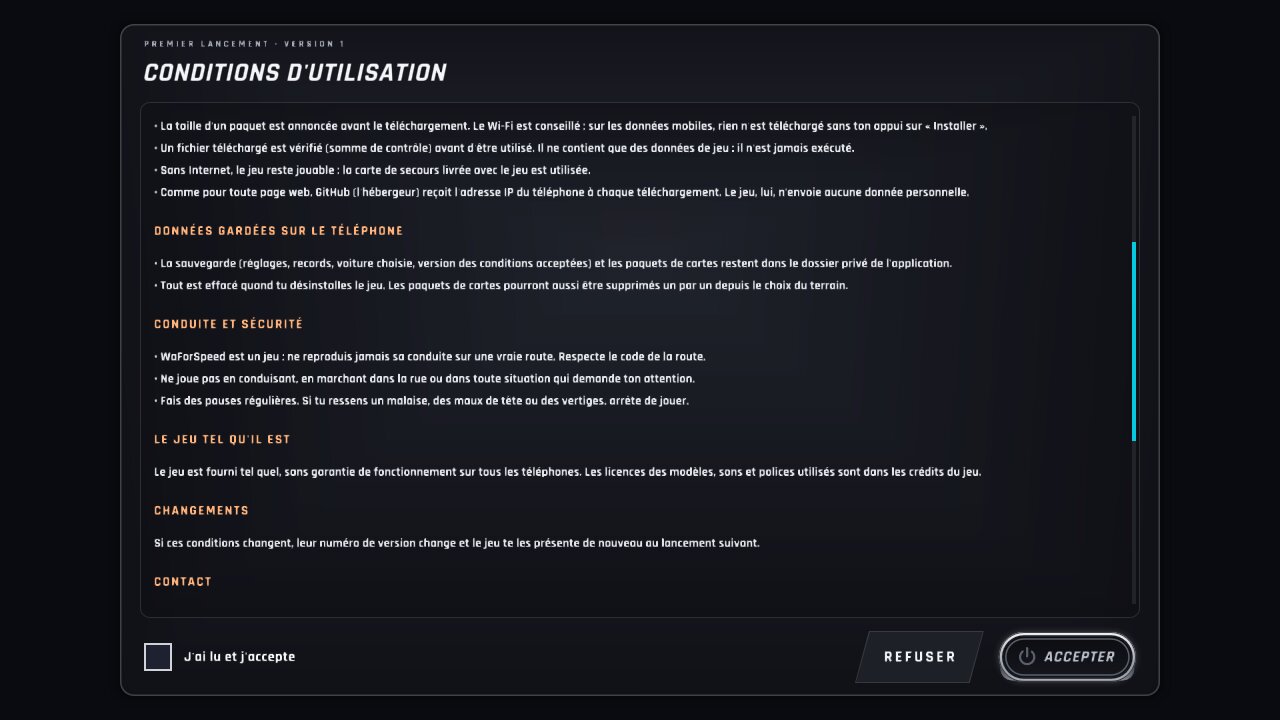 PREMIER LANCEMENT · VERSION 1
CONDITIONS D'UTILISATION
• La taille d'un paquet est annoncée avant le téléchargement. Le Wi-Fi est conseillé : sur les données mobiles, rien n'est téléchargé sans ton appui sur « Installer ».
• Un fichier téléchargé est vérifié (somme de contrôle) avant d'être utilisé. Il ne contient que des données de jeu ; il n'est jamais exécuté.
• Sans Internet, le jeu reste jouable : la carte de secours livrée avec le jeu est utilisée.
• Comme pour toute page web, GitHub (l'hébergeur) reçoit l'adresse IP du téléphone à chaque téléchargement. Le jeu, lui, n'envoie aucune donnée personnelle.
DONNÉES GARDÉES SUR LE TÉLÉPHONE
• La sauvegarde (réglages, records, voiture choisie, version des conditions acceptées) et les paquets de cartes restent dans le dossier privé de l'application.
• Tout est effacé quand tu désinstalles le jeu. Les paquets de cartes pourront aussi être supprimés un par un depuis le choix du terrain.
CONDUITE ET SÉCURITÉ
• WaForSpeed est un jeu : ne reproduis jamais sa conduite sur une vraie route. Respecte le code de la route.
• Ne joue pas en conduisant, en marchant dans la rue ou dans toute situation qui demande ton attention.
• Fais des pauses régulières. Si tu ressens un malaise, des maux de tête ou des vertiges, arrête de jouer.
LE JEU TEL QU'IL EST
Le jeu est fourni tel quel, sans garantie de fonctionnement sur tous les téléphones. Les licences des modèles, sons et polices utilisés sont dans les crédits du jeu.
CHANGEMENTS
Si ces conditions changent, leur numéro de version change et le jeu te les présente de nouveau au lancement suivant.
CONTACT
J'ai lu et j'accepte
REFUSER
ACCEPTER